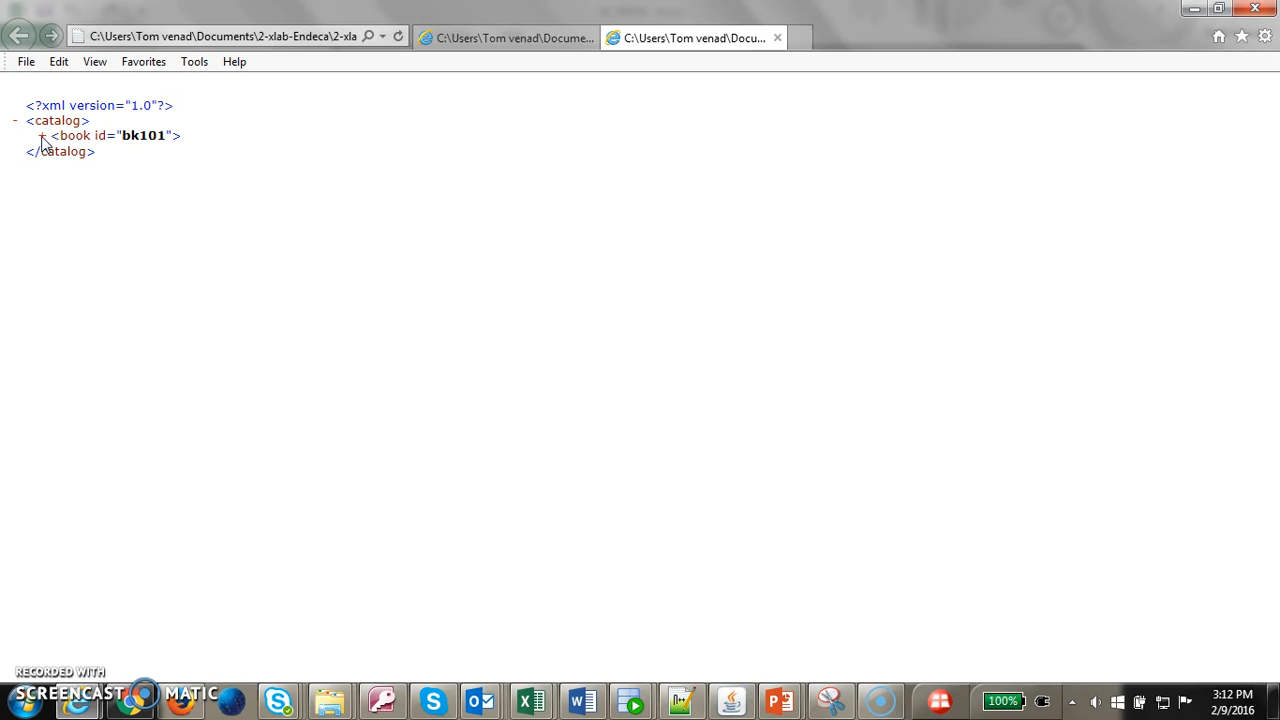 C:\Users\Tom venad\Documents\2-xlab-Endeca\2-xla
C:\Users\Tom venad\Docume...
C:\Users\Tom venad\Docu...
File Edit View Favorites Tools Help
<?xml version="1.0"?>
- <catalog>
+ <book id="bk101">
</catalog>
RECORDED WITH
SCREENCAST MATIC
100%
3:12 PM
2/9/2016